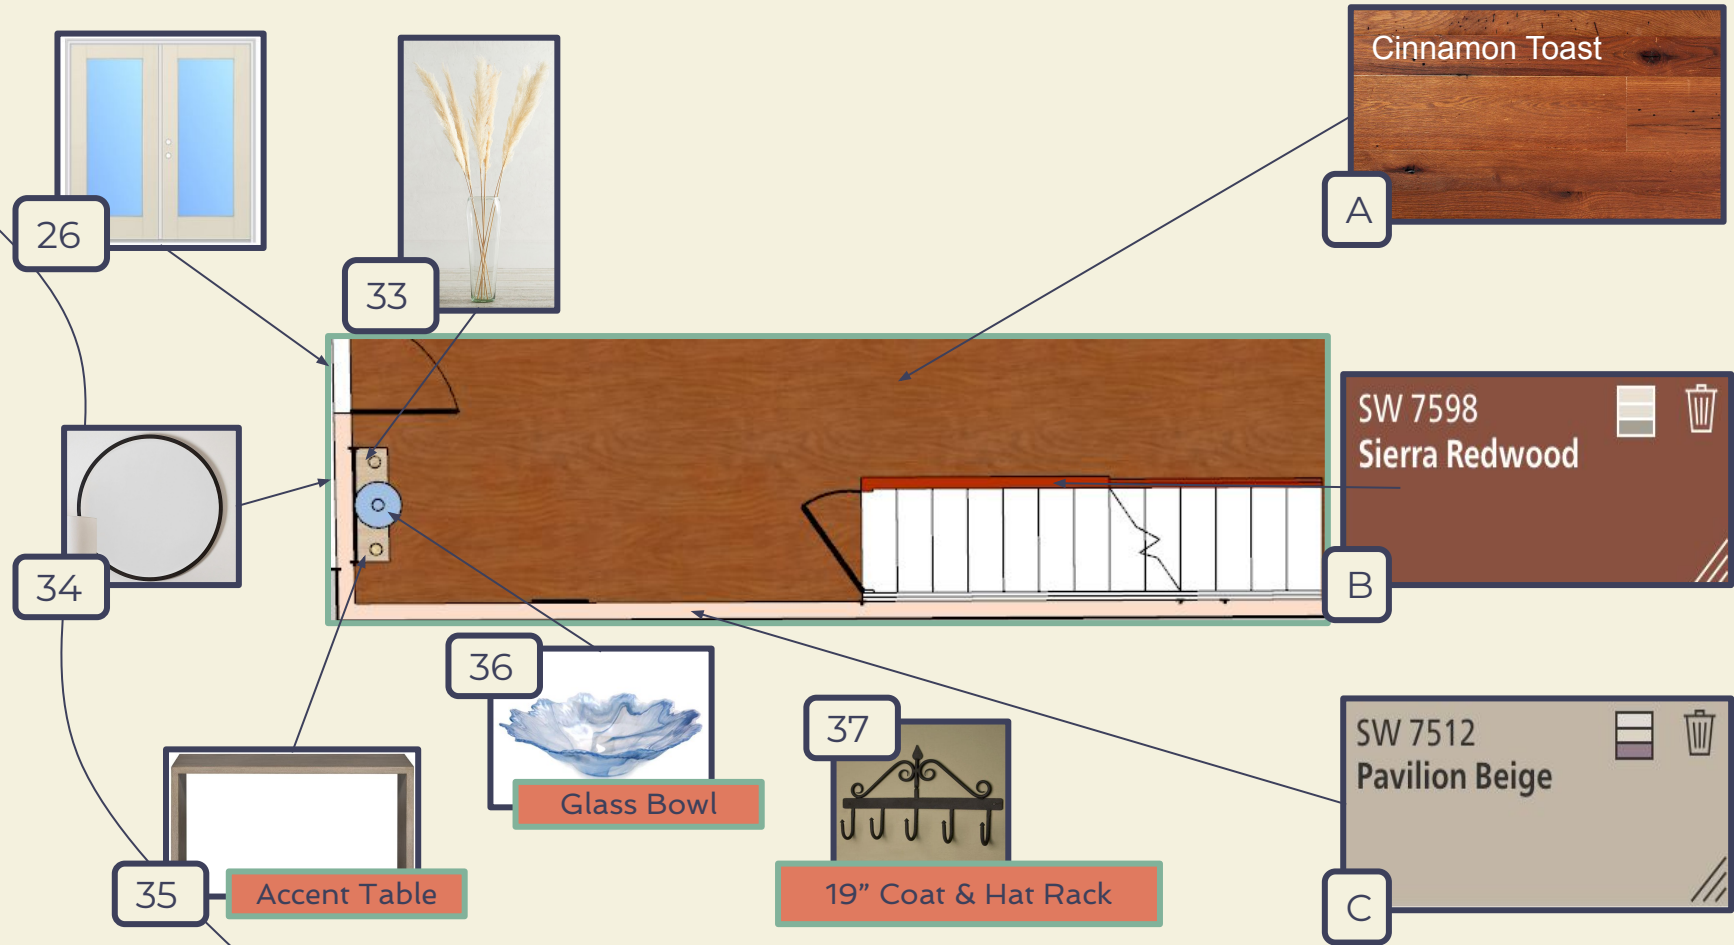 Cinnamon Toast
A
26
33
SW 7598
Sierra Redwood
B
34
36
Glass Bowl
37
19” Coat & Hat Rack
SW 7512
Pavilion Beige
C
35
Accent Table